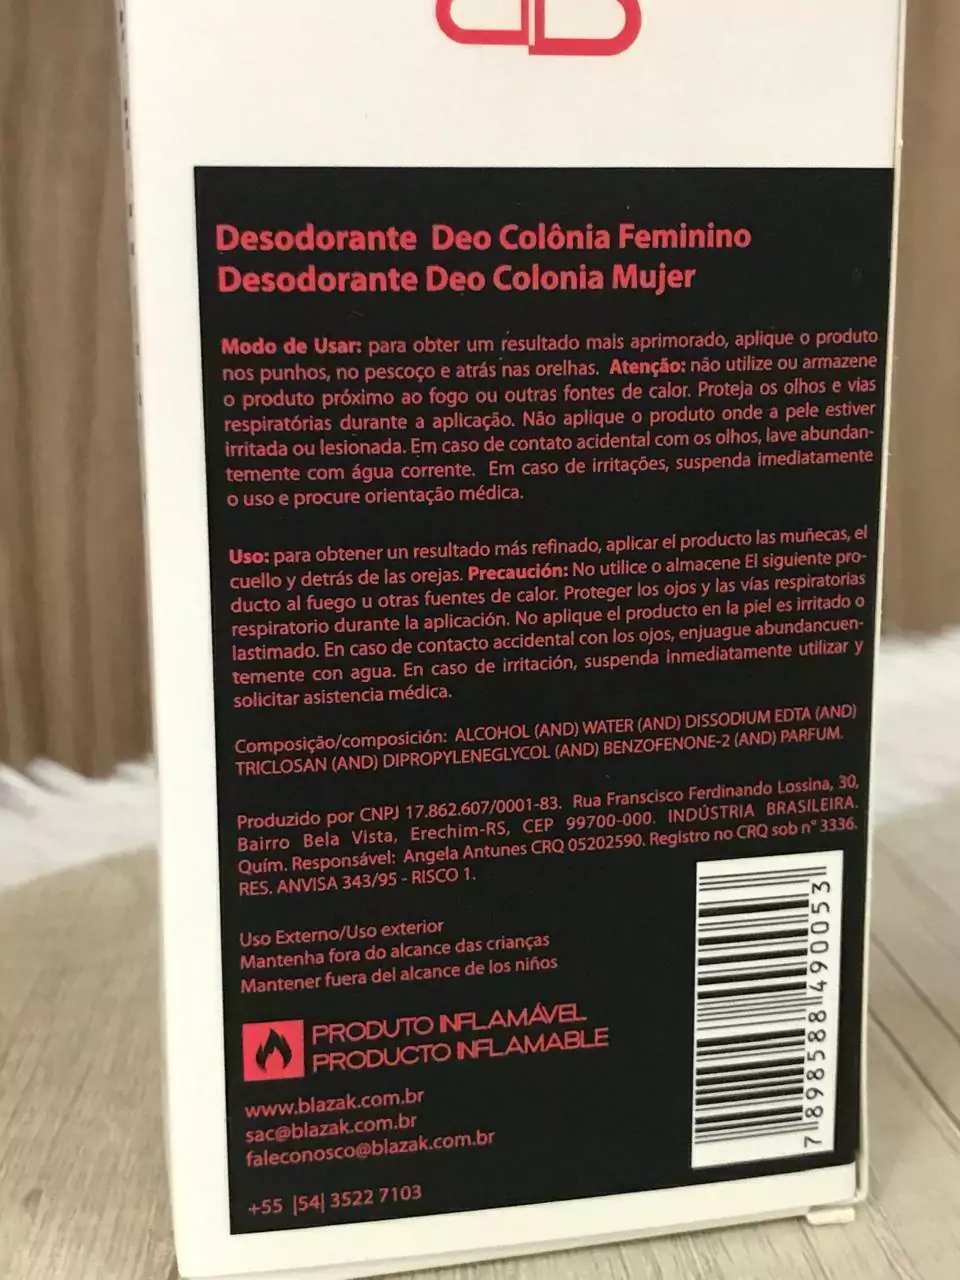 Desodorante Deo Colônia Feminino
Desodorante Deo Colonia Mujer
Modo de Usar: para obter um resultado mais aprimorado, aplique o produto
nos punhos, no pescoço e atrás nas orelhas. Atenção: não utilize ou armazene
o produto próximo ao fogo ou outras fontes de calor. Proteja os olhos e vias
respiratórias durante a aplicação. Não aplique o produto onde a pele estiver
irritada ou lesionada. Em caso de contato acidental com os olhos, lave abundan-
temente com água corrente. Em caso de irritações, suspenda imediatamente
o uso e procure orientação médica.
Uso: para obtener un resultado más refinado, aplicar el producto las muñecas, el
cuello y detrás de las orejas. Precaución: No utilice o almacene El siguiente pro-
ducto al fuego u otras fuentes de calor. Proteger los ojos y las vías respiratorias
respiratorio durante la aplicación. No aplique el producto en la piel es irritado o
lastimado. En caso de contacto accidental con los ojos, enjuague abundancuen-
temente con agua. En caso de irritación, suspenda inmediatamente utilizar y
solicitar asistencia médica.
Composição/composición: ALCOHOL (AND) WATER (AND) DISSODIUM EDTA (AND)
TRICLOSAN (AND) DIPROPYLENEGLYCOL (AND) BENZOFENONE-2 (AND) PARFUM.
Produzido por CNPJ 17.862.607/0001-83. Rua Franscisco Ferdinando Lossina, 30,
Bairro Bela Vista, Erechim-RS, CEP 99700-000. INDÚSTRIA BRASILEIRA.
Quím. Responsável: Angela Antunes CRQ 05202590. Registro no CRQ sob n° 3336.
RES. ANVISA 343/95 - RISCO 1.
Uso Externo/Uso exterior
Mantenha fora do alcance das crianças
Mantener fuera del alcance de los niños
PRODUTO INFLAMÁVEL
PRODUCTO INFLAMABLE
www.blazak.com.br
sac@blazak.com.br
faleconosco@blazak.com.br
+55 |54| 3522 7103
7 898588 490053